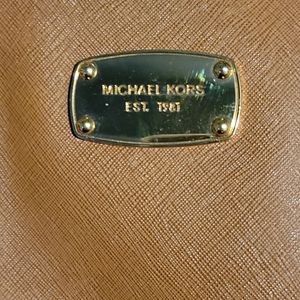 MICHAEL KORS
EST. 1981